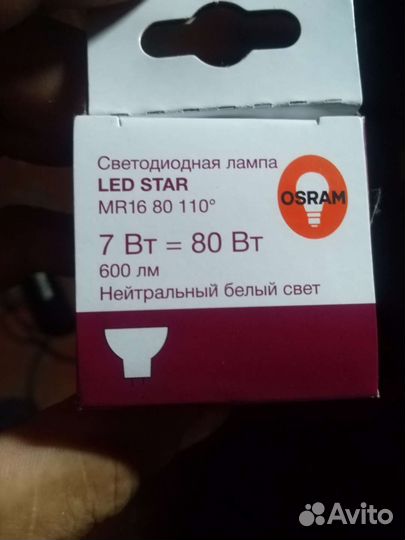 Светодиодная лампа
LED STAR
MR16 80 110°
OSRAM
7 Вт = 80 Вт
600 лм
Нейтральный белый свет
Avito